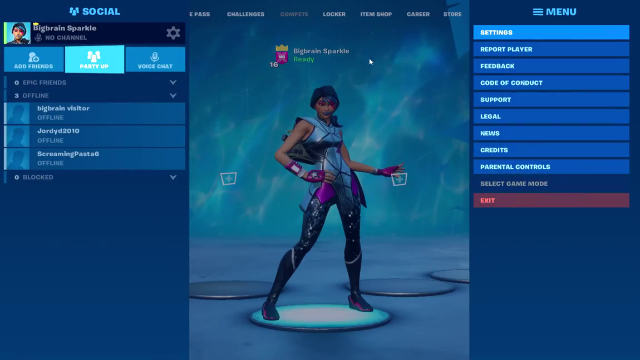 SOCIAL
Bigbrain Sparkle
NO CHANNEL
ADD FRIENDS
PARTY UP
VOICE CHAT
0 EPIC FRIENDS
3 OFFLINE
bigbrain visitor
OFFLINE
Jordyd2010
OFFLINE
ScreamingPasta6
OFFLINE
0 BLOCKED
E PASS
CHALLENGES
COMPETE
LOCKER
ITEM SHOP
CAREER
STORE
Bigbrain Sparkle
16 Ready
MENU
SETTINGS
REPORT PLAYER
FEEDBACK
CODE OF CONDUCT
SUPPORT
LEGAL
NEWS
CREDITS
PARENTAL CONTROLS
SELECT GAME MODE
EXIT